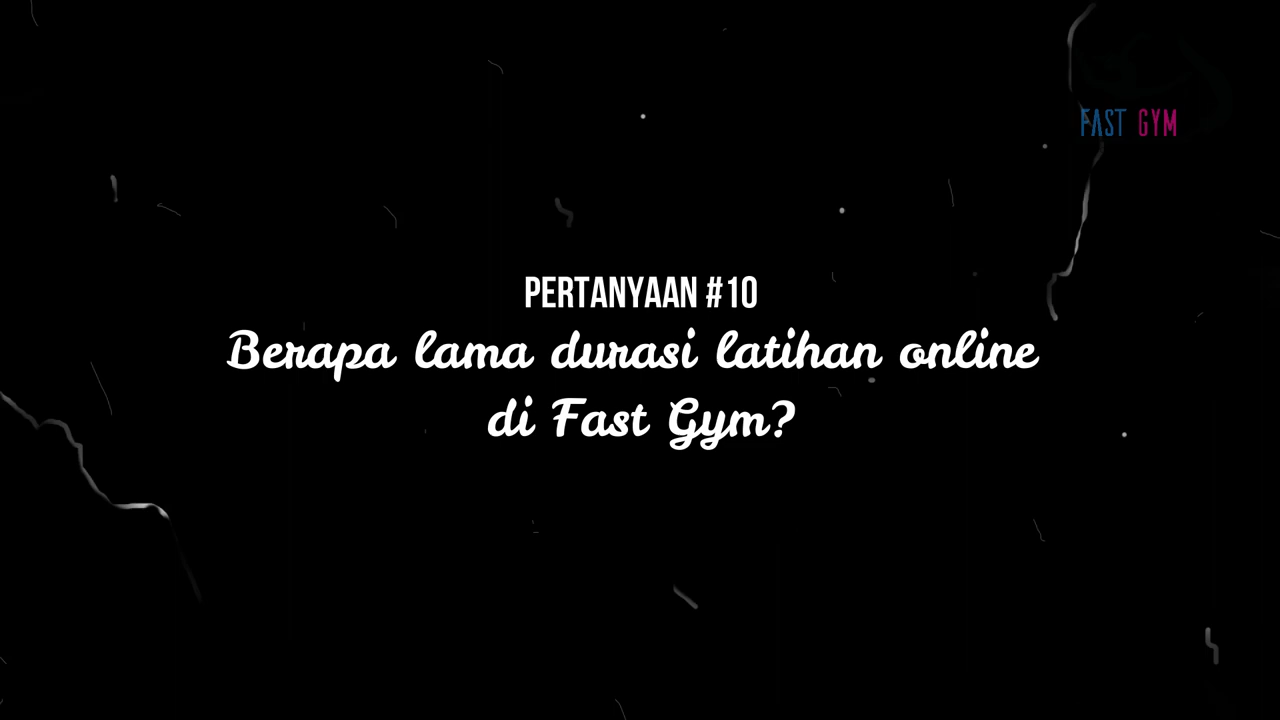 FAST GYM
PERTANYAAN #10
Berapa lama durasi latihan online
di Fast Gym?